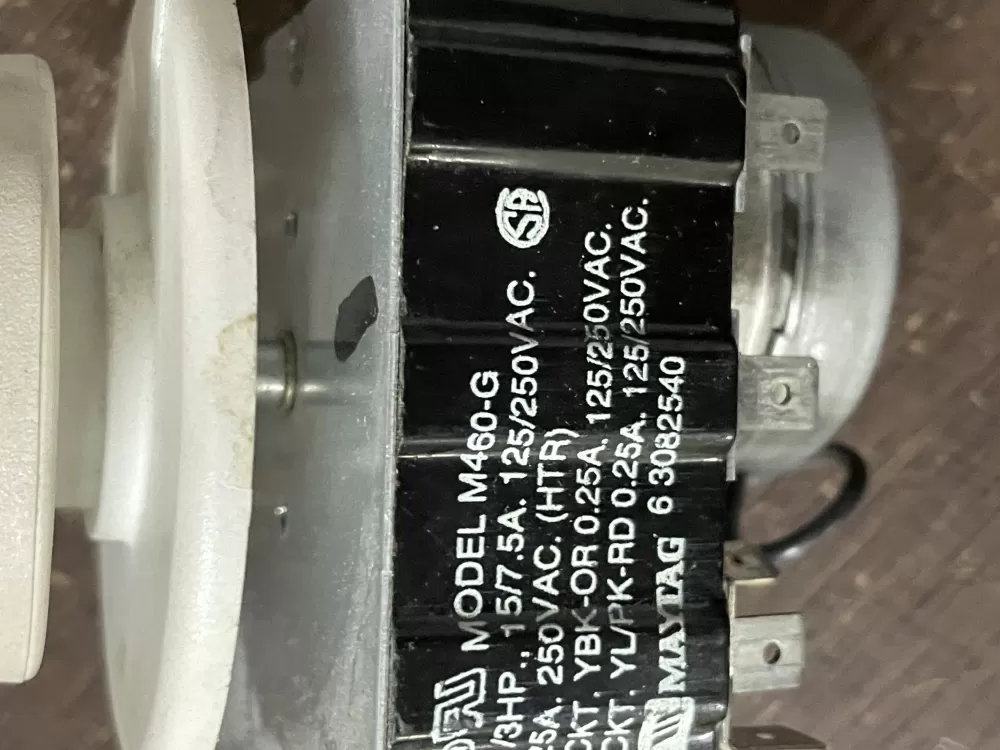 MODEL M460-G
/3HP., 15/7.5A. 125/250VAC.
25A. 250VAC. (HTR)
CKT. YBK-OR 0.25A. 125/250VAC.
CKT. YL/PK-RD 0.25A. 125/250VAC.
MAYTAG 6 3082540